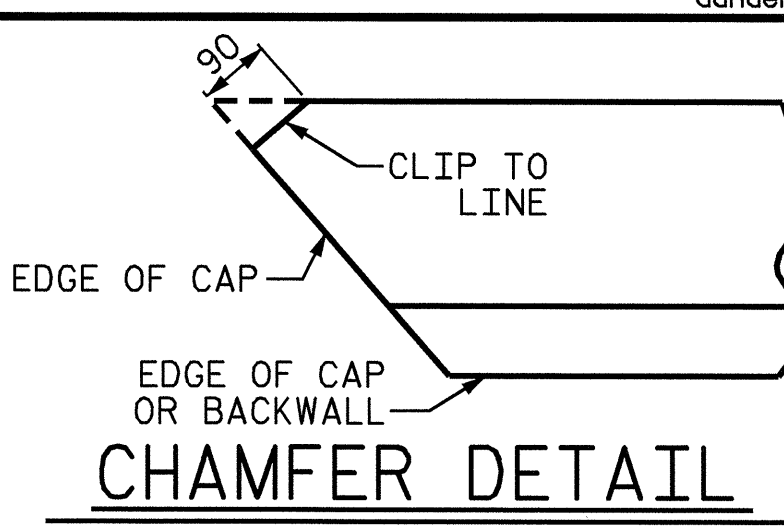 90
CLIP TO
LINE
EDGE OF CAP
EDGE OF CAP
OR BACKWALL
CHAMFER DETAIL